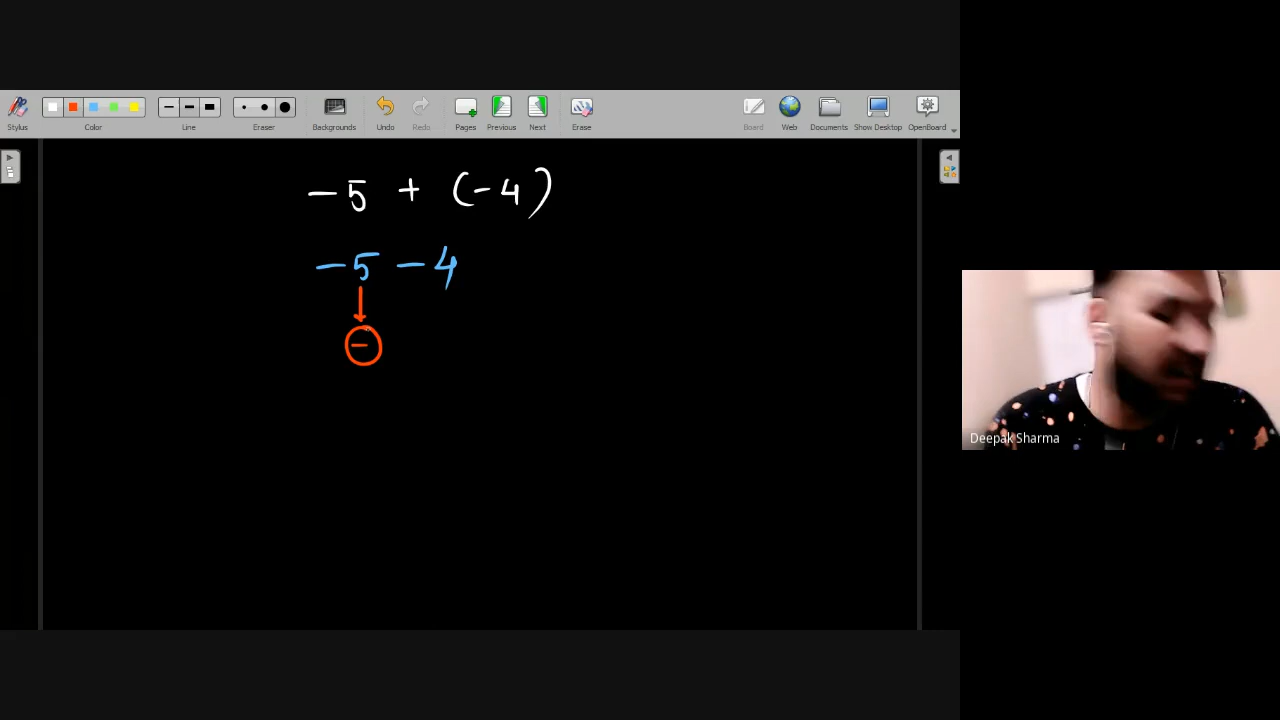 Stylus Color Line Eraser Backgrounds Undo Redo Pages Previous Next Erase Board Web Documents Show Desktop OpenBoard
- 5 + (- 4)
- 5 - 4
-
Deepak Sharma